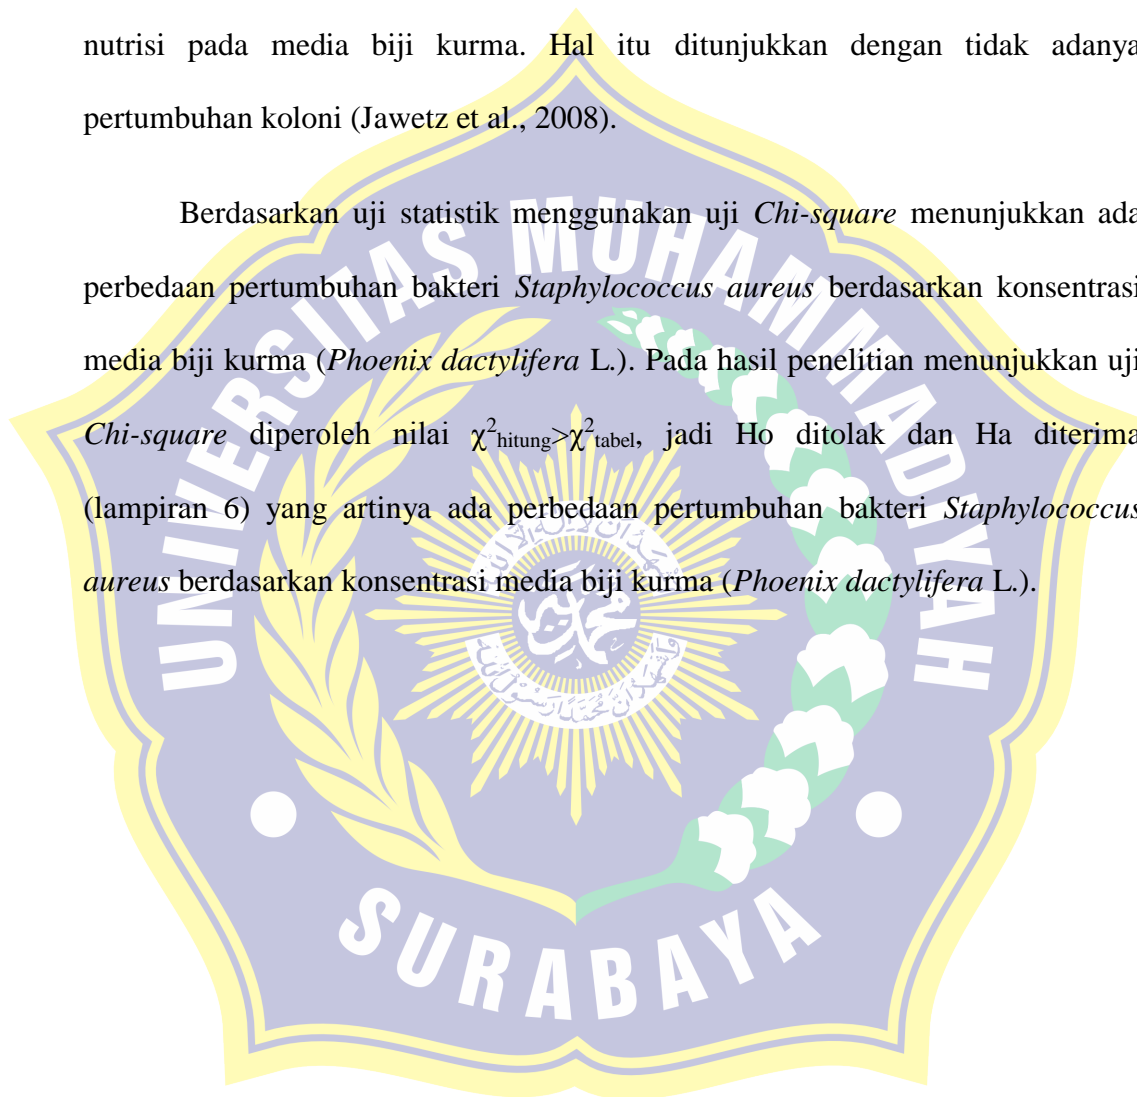 nutrisi pada media biji kurma. Hal itu ditunjukkan dengan tidak adanya
pertumbuhan koloni (Jawetz et al., 2008).
Berdasarkan uji statistik menggunakan uji Chi-square menunjukkan ada
perbedaan pertumbuhan bakteri Staphylococcus aureus berdasarkan konsentrasi
media biji kurma (Phoenix dactylifera L.). Pada hasil penelitian menunjukkan uji
Chi-square diperoleh nilai χ²hitung>χ²tabel, jadi Ho ditolak dan Ha diterima
(lampiran 6) yang artinya ada perbedaan pertumbuhan bakteri Staphylococcus
aureus berdasarkan konsentrasi media biji kurma (Phoenix dactylifera L.).
UNIVERSITAS MUHAMMADIYAH
SURABAYA